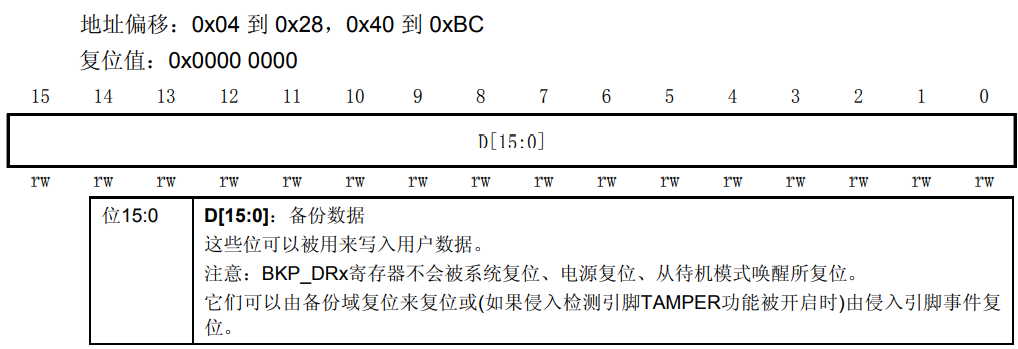 地址偏移：0x04 到 0x28，0x40 到 0xBC
复位值：0x0000 0000
15 14 13 12 11 10 9 8 7 6 5 4 3 2 1 0
D[15:0]
rw rw rw rw rw rw rw rw rw rw rw rw rw rw rw rw
位15:0 D[15:0]：备份数据
这些位可以被用来写入用户数据。
注意：BKP_DRx寄存器不会被系统复位、电源复位、从待机模式唤醒所复位。
它们可以由备份域复位来复位或(如果侵入检测引脚TAMPER功能被开启时)由侵入引脚事件复
位。